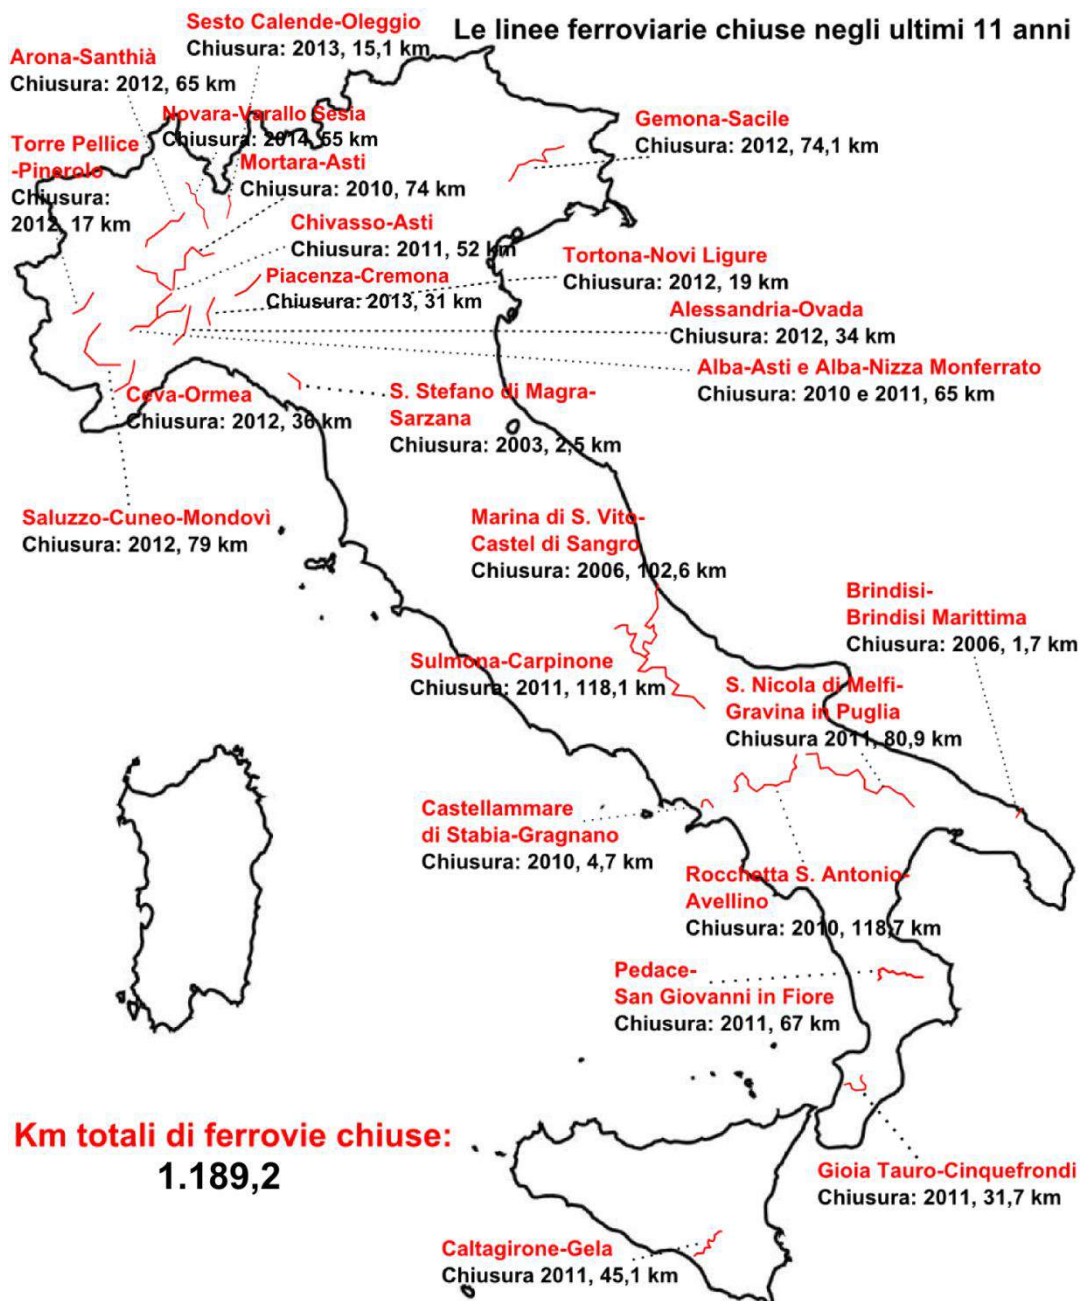 Le linee ferroviarie chiuse negli ultimi 11 anni
Sesto Calende-Oleggio
Chiusura: 2013, 15,1 km
Arona-Santhià
Chiusura: 2012, 65 km
Novara-Varallo Sesia
Chiusura: 2014, 55 km
Torre Pellice
-Pinerolo
Chiusura:
2012, 17 km
Mortara-Asti
Chiusura: 2010, 74 km
Gemona-Sacile
Chiusura: 2012, 74,1 km
Chivasso-Asti
Chiusura: 2011, 52 km
Piacenza-Cremona
Chiusura: 2013, 31 km
Tortona-Novi Ligure
Chiusura: 2012, 19 km
Alessandria-Ovada
Chiusura: 2012, 34 km
Alba-Asti e Alba-Nizza Monferrato
Chiusura: 2010 e 2011, 65 km
Ceva-Ormea
Chiusura: 2012, 36 km
S. Stefano di Magra-
Sarzana
Chiusura: 2003, 2,5 km
Saluzzo-Cuneo-Mondovì
Chiusura: 2012, 79 km
Marina di S. Vito-
Castel di Sangro
Chiusura: 2006, 102,6 km
Brindisi-
Brindisi Marittima
Chiusura: 2006, 1,7 km
Sulmona-Carpinone
Chiusura: 2011, 118,1 km
S. Nicola di Melfi-
Gravina in Puglia
Chiusura 2011, 80,9 km
Castellammare
di Stabia-Gragnano
Chiusura: 2010, 4,7 km
Rocchetta S. Antonio-
Avellino
Chiusura: 2010, 118,7 km
Pedace-
San Giovanni in Fiore
Chiusura: 2011, 67 km
Km totali di ferrovie chiuse:
1.189,2
Gioia Tauro-Cinquefrondi
Chiusura: 2011, 31,7 km
Caltagirone-Gela
Chiusura 2011, 45,1 km